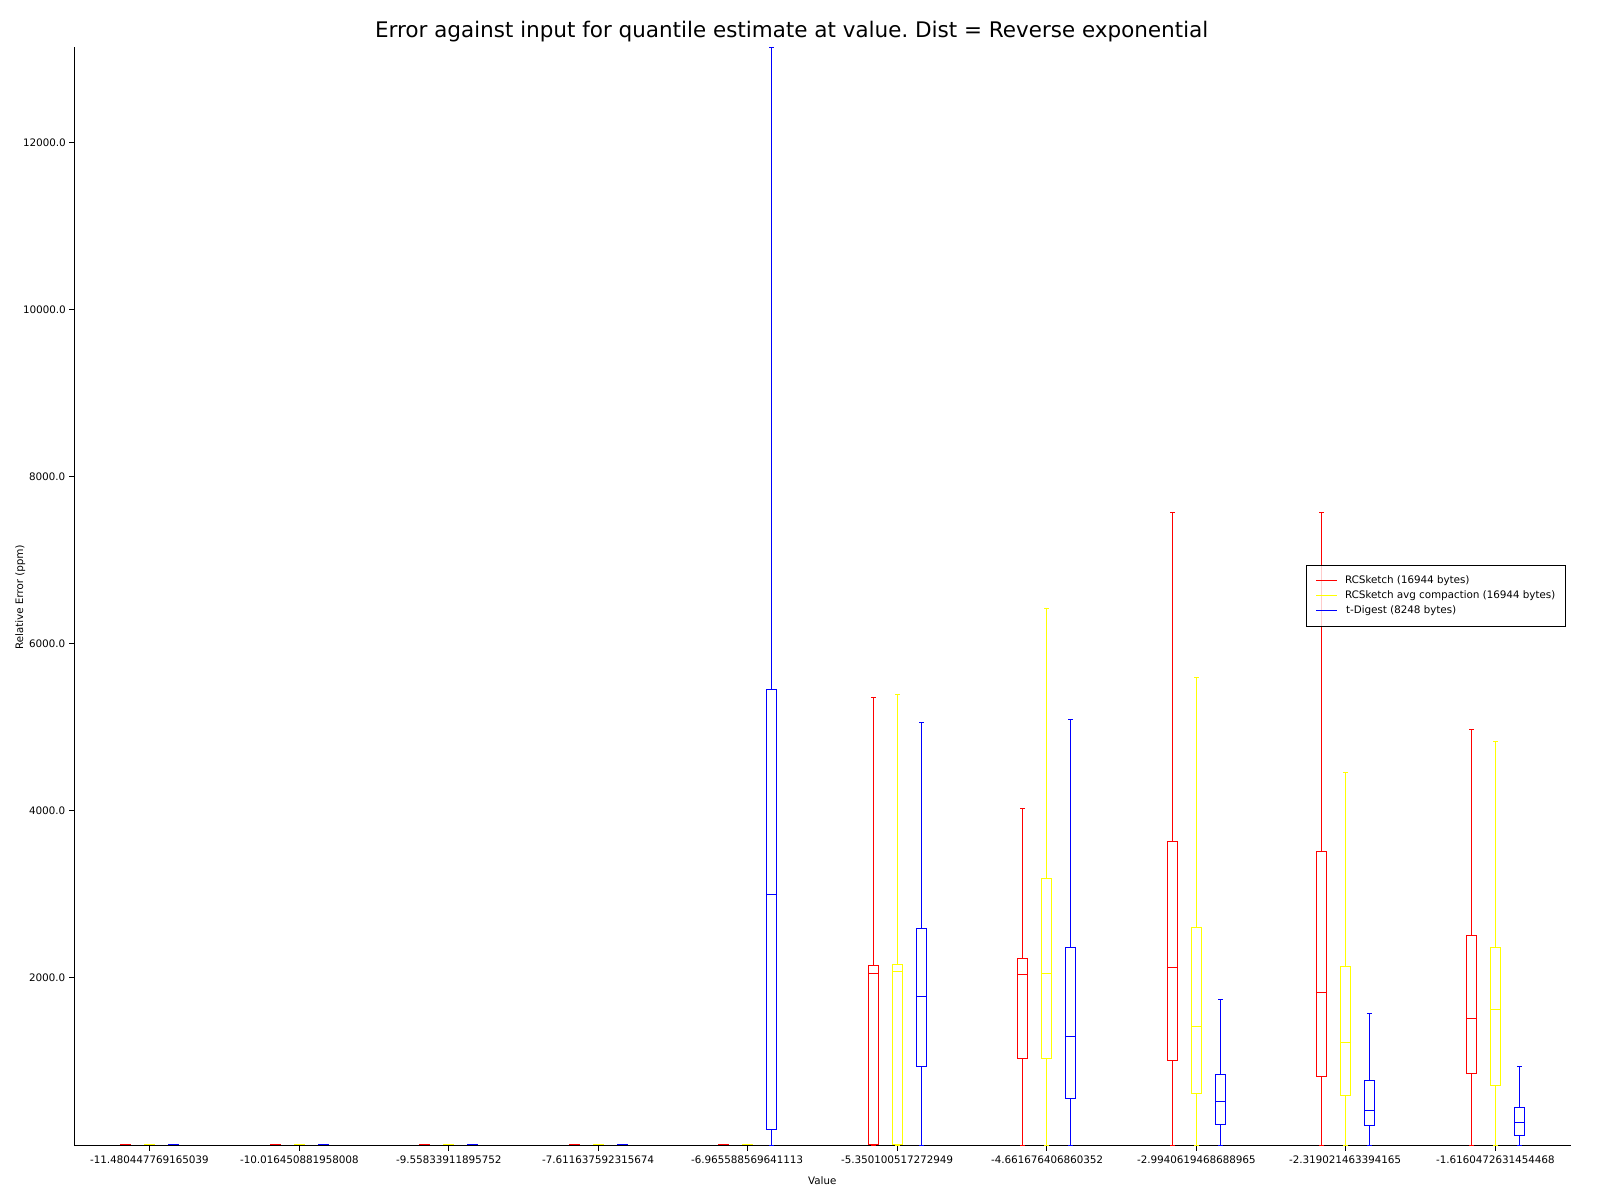 Error against input for quantile estimate at value. Dist = Reverse exponential
12000.0
10000.0
8000.0
6000.0
4000.0
2000.0
Relative Error (ppm)
RCSketch (16944 bytes)
RCSketch avg compaction (16944 bytes)
t-Digest (8248 bytes)
-11.480447769165039
-10.016450881958008
-9.55833911895752
-7.611637592315674
-6.965588569641113
-5.350100517272949
-4.661676406860352
-2.9940619468688965
-2.319021463394165
-1.6160472631454468
Value